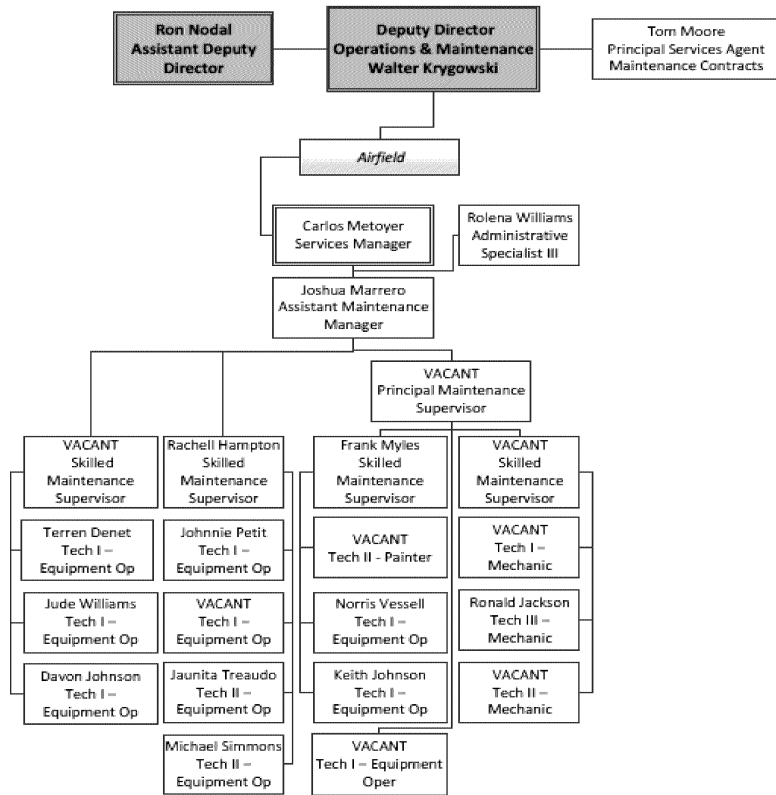 Ron Nodal
Assistant Deputy
Director
Deputy Director
Operations & Maintenance
Walter Krygowski
Tom Moore
Principal Services Agent
Maintenance Contracts
Airfield
Carlos Metoyer
Services Manager
Rolena Williams
Administrative
Specialist III
Joshua Marrero
Assistant Maintenance
Manager
VACANT
Principal Maintenance
Supervisor
VACANT
Skilled
Maintenance
Supervisor
Rachell Hampton
Skilled
Maintenance
Supervisor
Frank Myles
Skilled
Maintenance
Supervisor
VACANT
Skilled
Maintenance
Supervisor
Terren Denet
Tech I –
Equipment Op
Johnnie Petit
Tech I –
Equipment Op
VACANT
Tech II - Painter
VACANT
Tech I –
Mechanic
Jude Williams
Tech I –
Equipment Op
VACANT
Tech I –
Equipment Op
Norris Vessell
Tech I –
Equipment Op
Ronald Jackson
Tech III –
Mechanic
Davon Johnson
Tech I –
Equipment Op
Jaunita Treaudo
Tech II –
Equipment Op
Keith Johnson
Tech I –
Equipment Op
VACANT
Tech II –
Mechanic
Michael Simmons
Tech II –
Equipment Op
VACANT
Tech I – Equipment
Oper